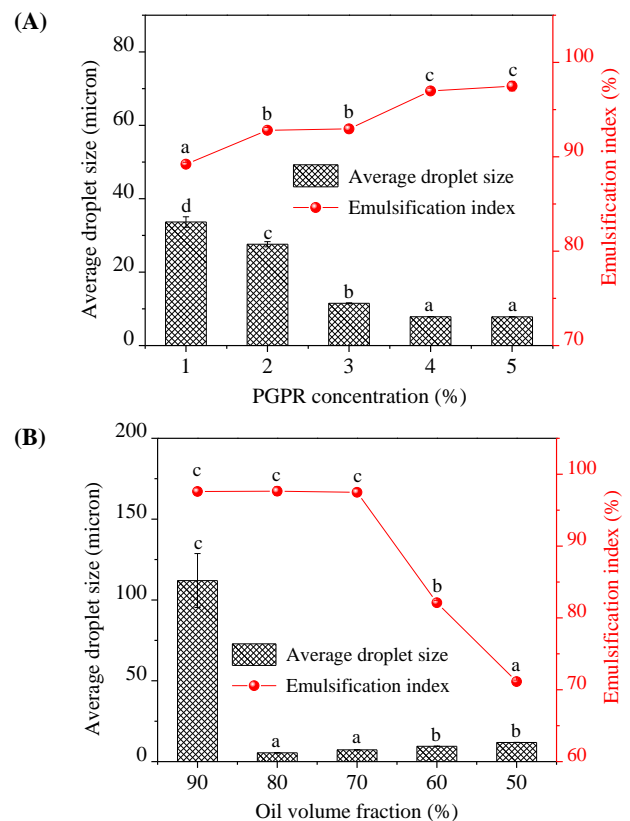 (A)
80
60
40
20
0
Average droplet size (micron)
a
b
b
c
c
d
c
b
a
a
Average droplet size
Emulsification index
100
90
80
70
Emulsification index (%)
1 2 3 4 5
PGPR concentration (%)
(B)
200
150
100
50
0
Average droplet size (micron)
c
c
c
b
a
c
a
a
b
b
Average droplet size
Emulsification index
100
90
80
70
60
Emulsification index (%)
90 80 70 60 50
Oil volume fraction (%)